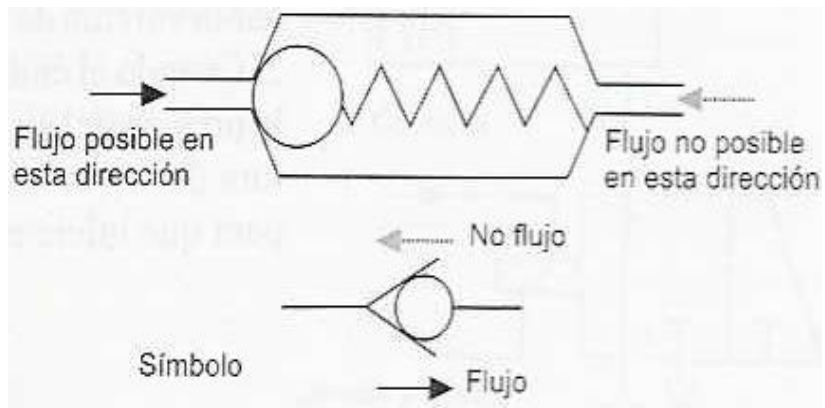 Flujo posible en
esta dirección
Flujo no posible
en esta dirección
No flujo
Símbolo
Flujo